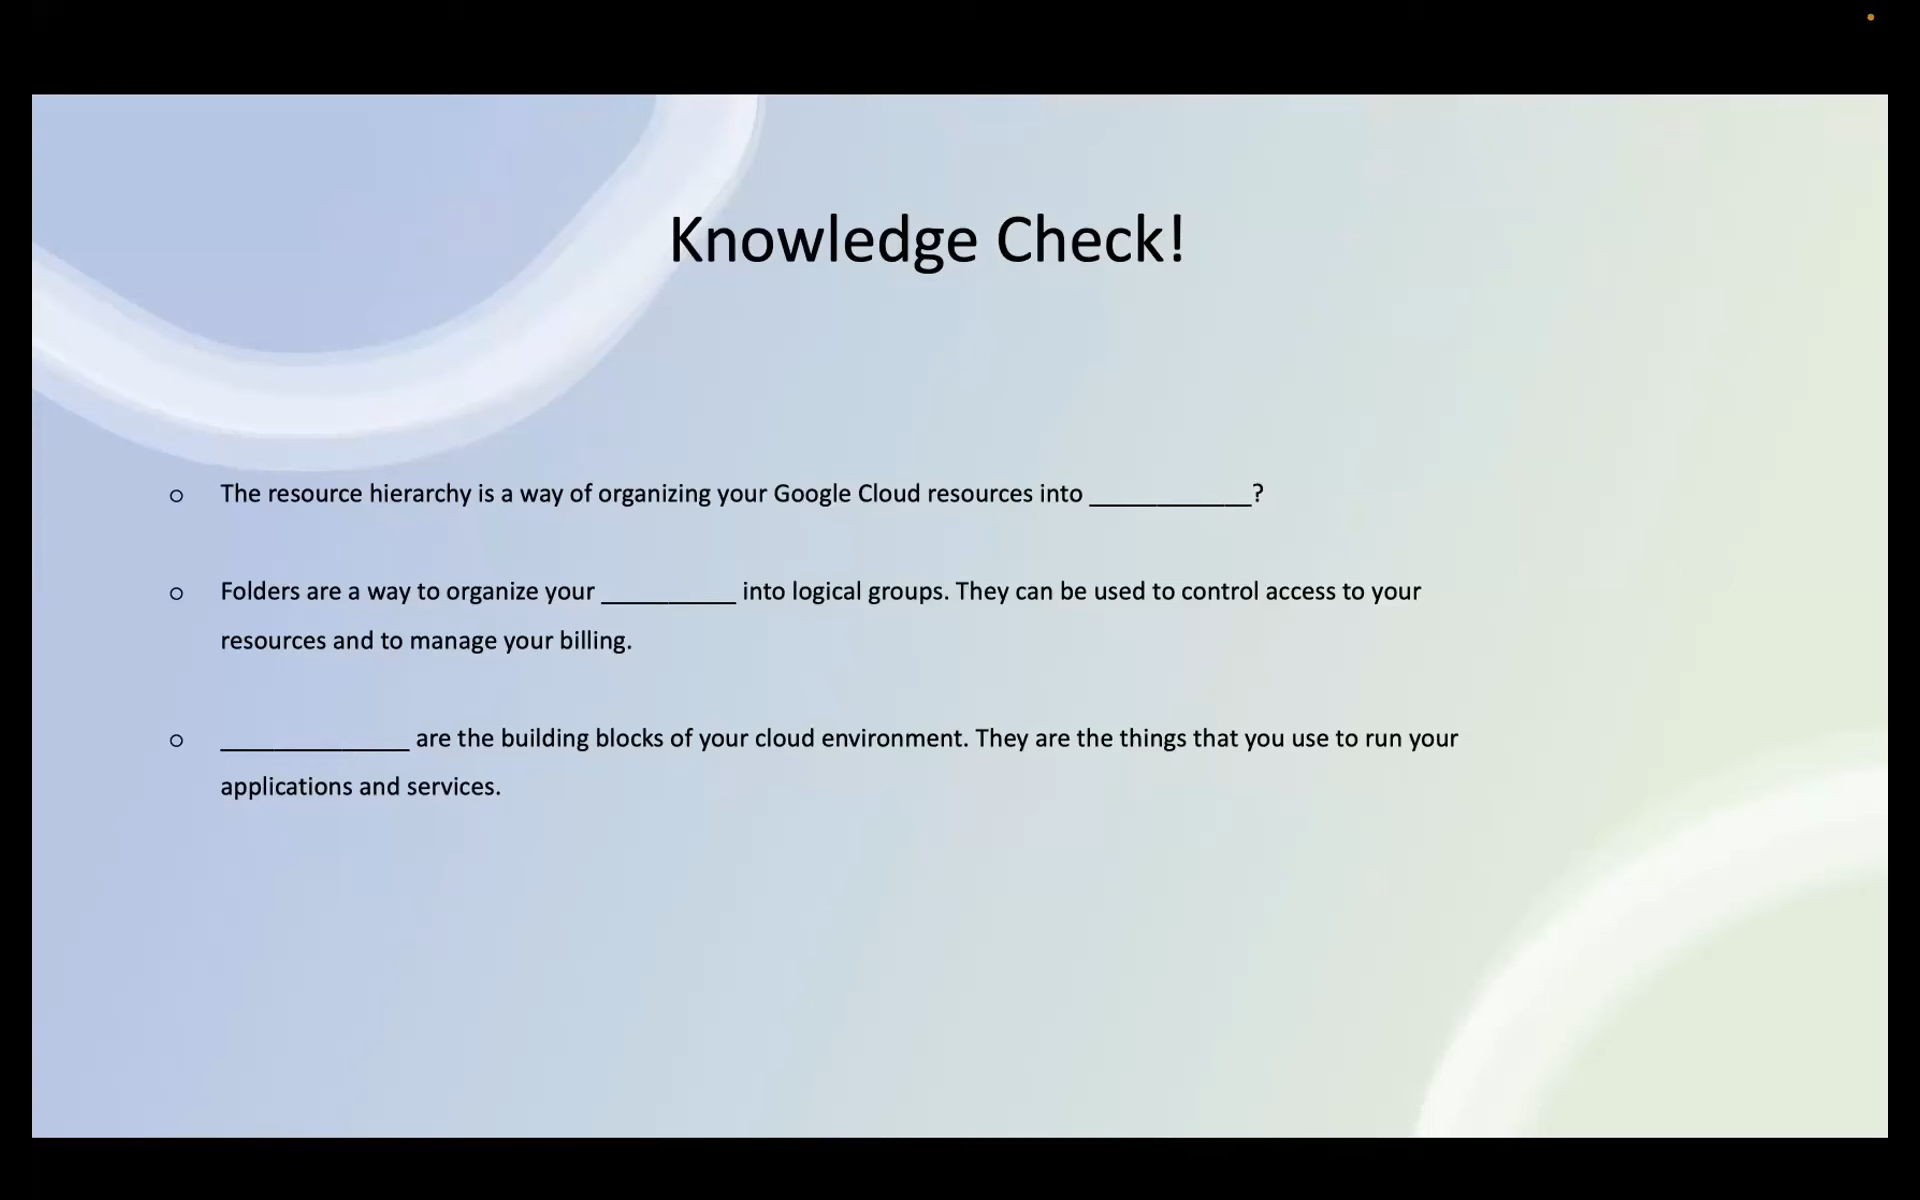 Knowledge Check!
○ The resource hierarchy is a way of organizing your Google Cloud resources into ____________?
○ Folders are a way to organize your __________ into logical groups. They can be used to control access to your
resources and to manage your billing.
○ ______________ are the building blocks of your cloud environment. They are the things that you use to run your
applications and services.